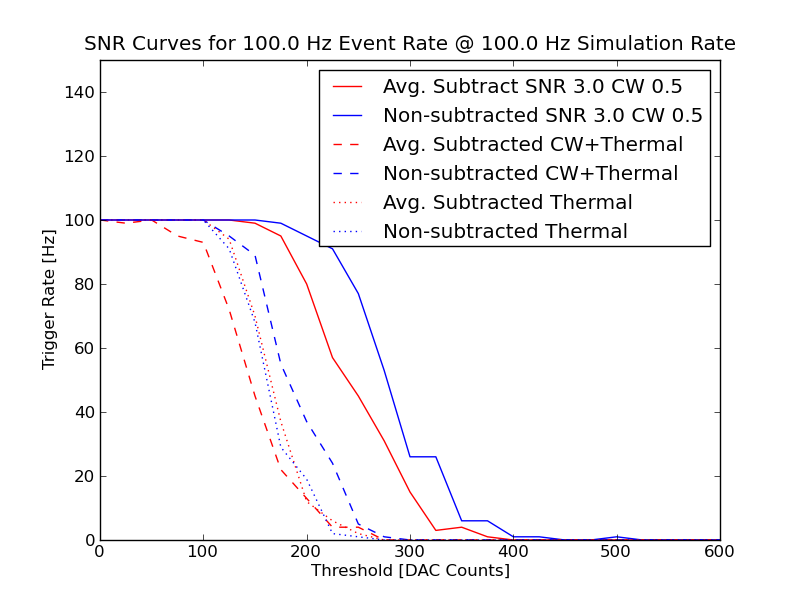 SNR Curves for 100.0 Hz Event Rate @ 100.0 Hz Simulation Rate
Avg. Subtract SNR 3.0 CW 0.5
Non-subtracted SNR 3.0 CW 0.5
Avg. Subtracted CW+Thermal
Non-subtracted CW+Thermal
Avg. Subtracted Thermal
Non-subtracted Thermal
Trigger Rate [Hz]
140
120
100
80
60
40
20
0
0 100 200 300 400 500 600
Threshold [DAC Counts]